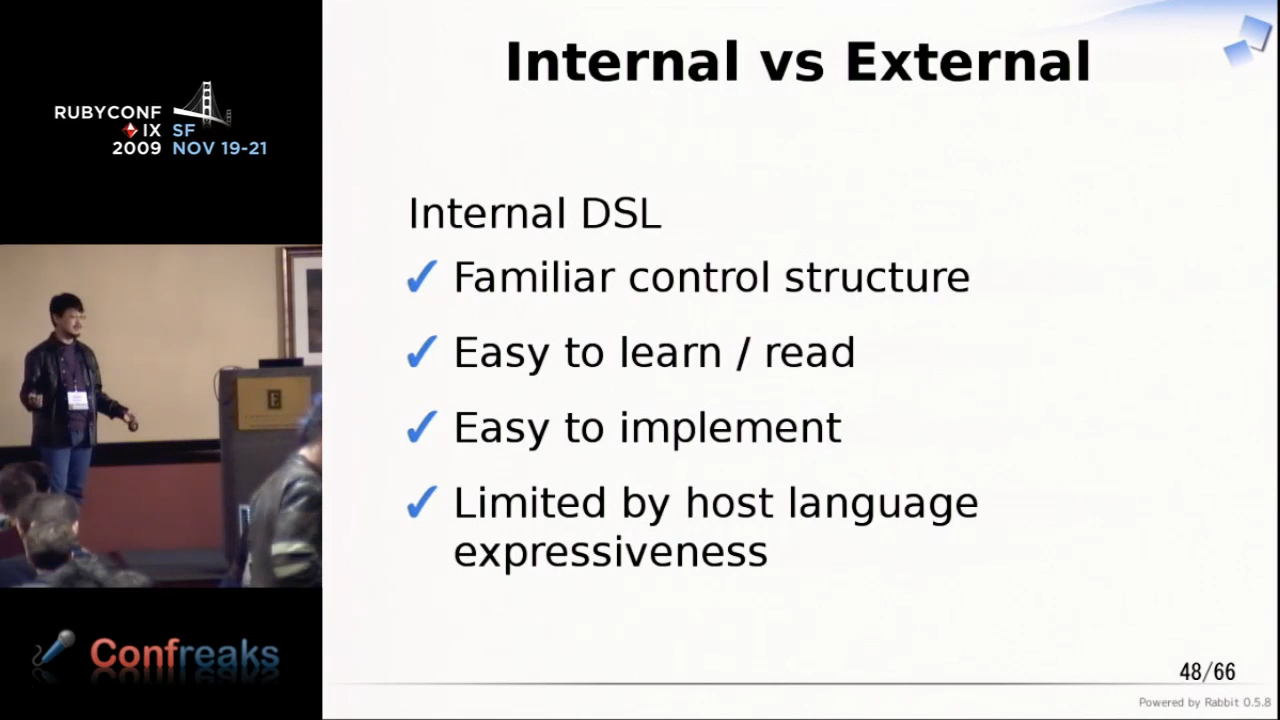 RUBYCONF
IX SF
2009 NOV 19-21
Internal vs External
Internal DSL
✓ Familiar control structure
✓ Easy to learn / read
✓ Easy to implement
✓ Limited by host language
expressiveness
E
Confreaks
48/66
Powered by Rabbit 0.5.8